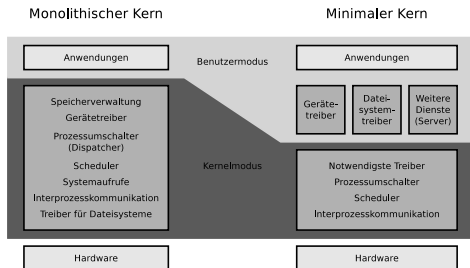 Monolithischer Kern
Minimaler Kern
Anwendungen
Benutzermodus
Anwendungen
Speicherverwaltung
Gerätetreiber
Prozessumschalter
(Dispatcher)
Scheduler
Systemaufrufe
Interprozesskommunikation
Treiber für Dateisysteme
Kernelmodus
Geräte-
treiber
Datei-
system-
treiber
Weitere
Dienste
(Server)
Notwendigste Treiber
Prozessumschalter
Scheduler
Interprozesskommunikation
Hardware
Hardware